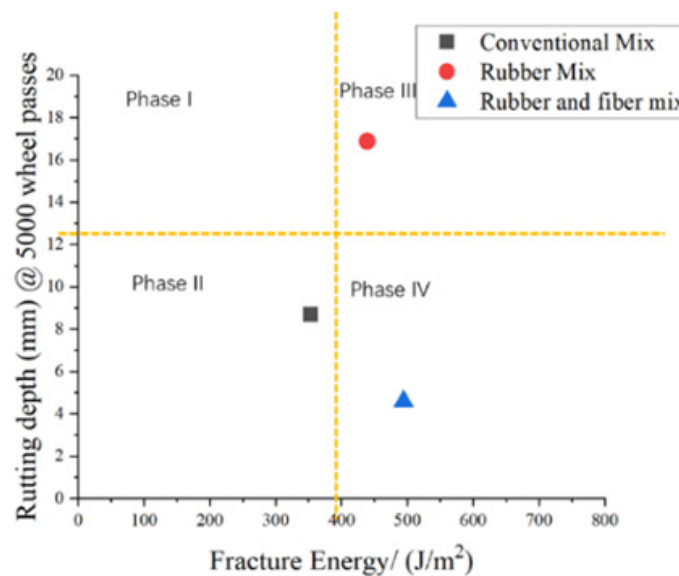 Conventional Mix
Rubber Mix
Rubber and fiber mix
Phase I
Phase III
Phase II
Phase IV
20
18
16
14
12
10
8
6
4
2
0
0 100 200 300 400 500 600 700 800
Rutting depth (mm) @ 5000 wheel passes
Fracture Energy/ (J/m²)